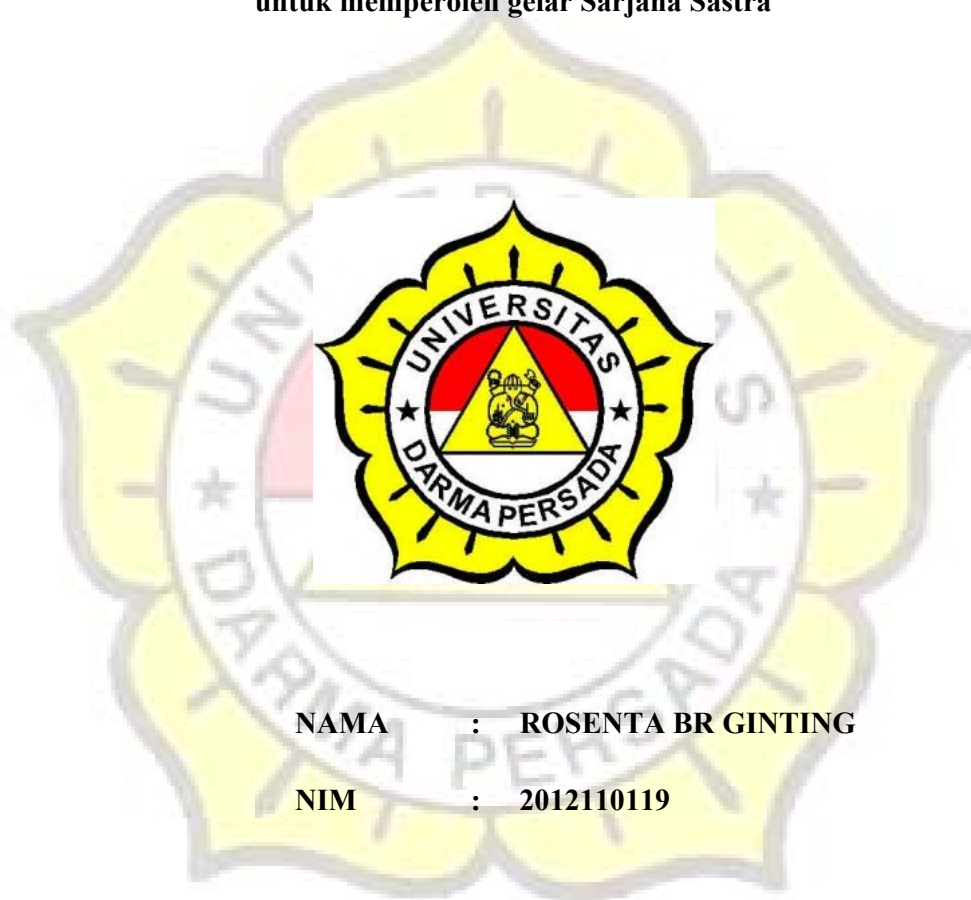 untuk memperoleh gelar Sarjana Sastra
UNIVERSITAS
DARMA PERSADA
NAMA : ROSENTA BR GINTING
NIM : 2012110119